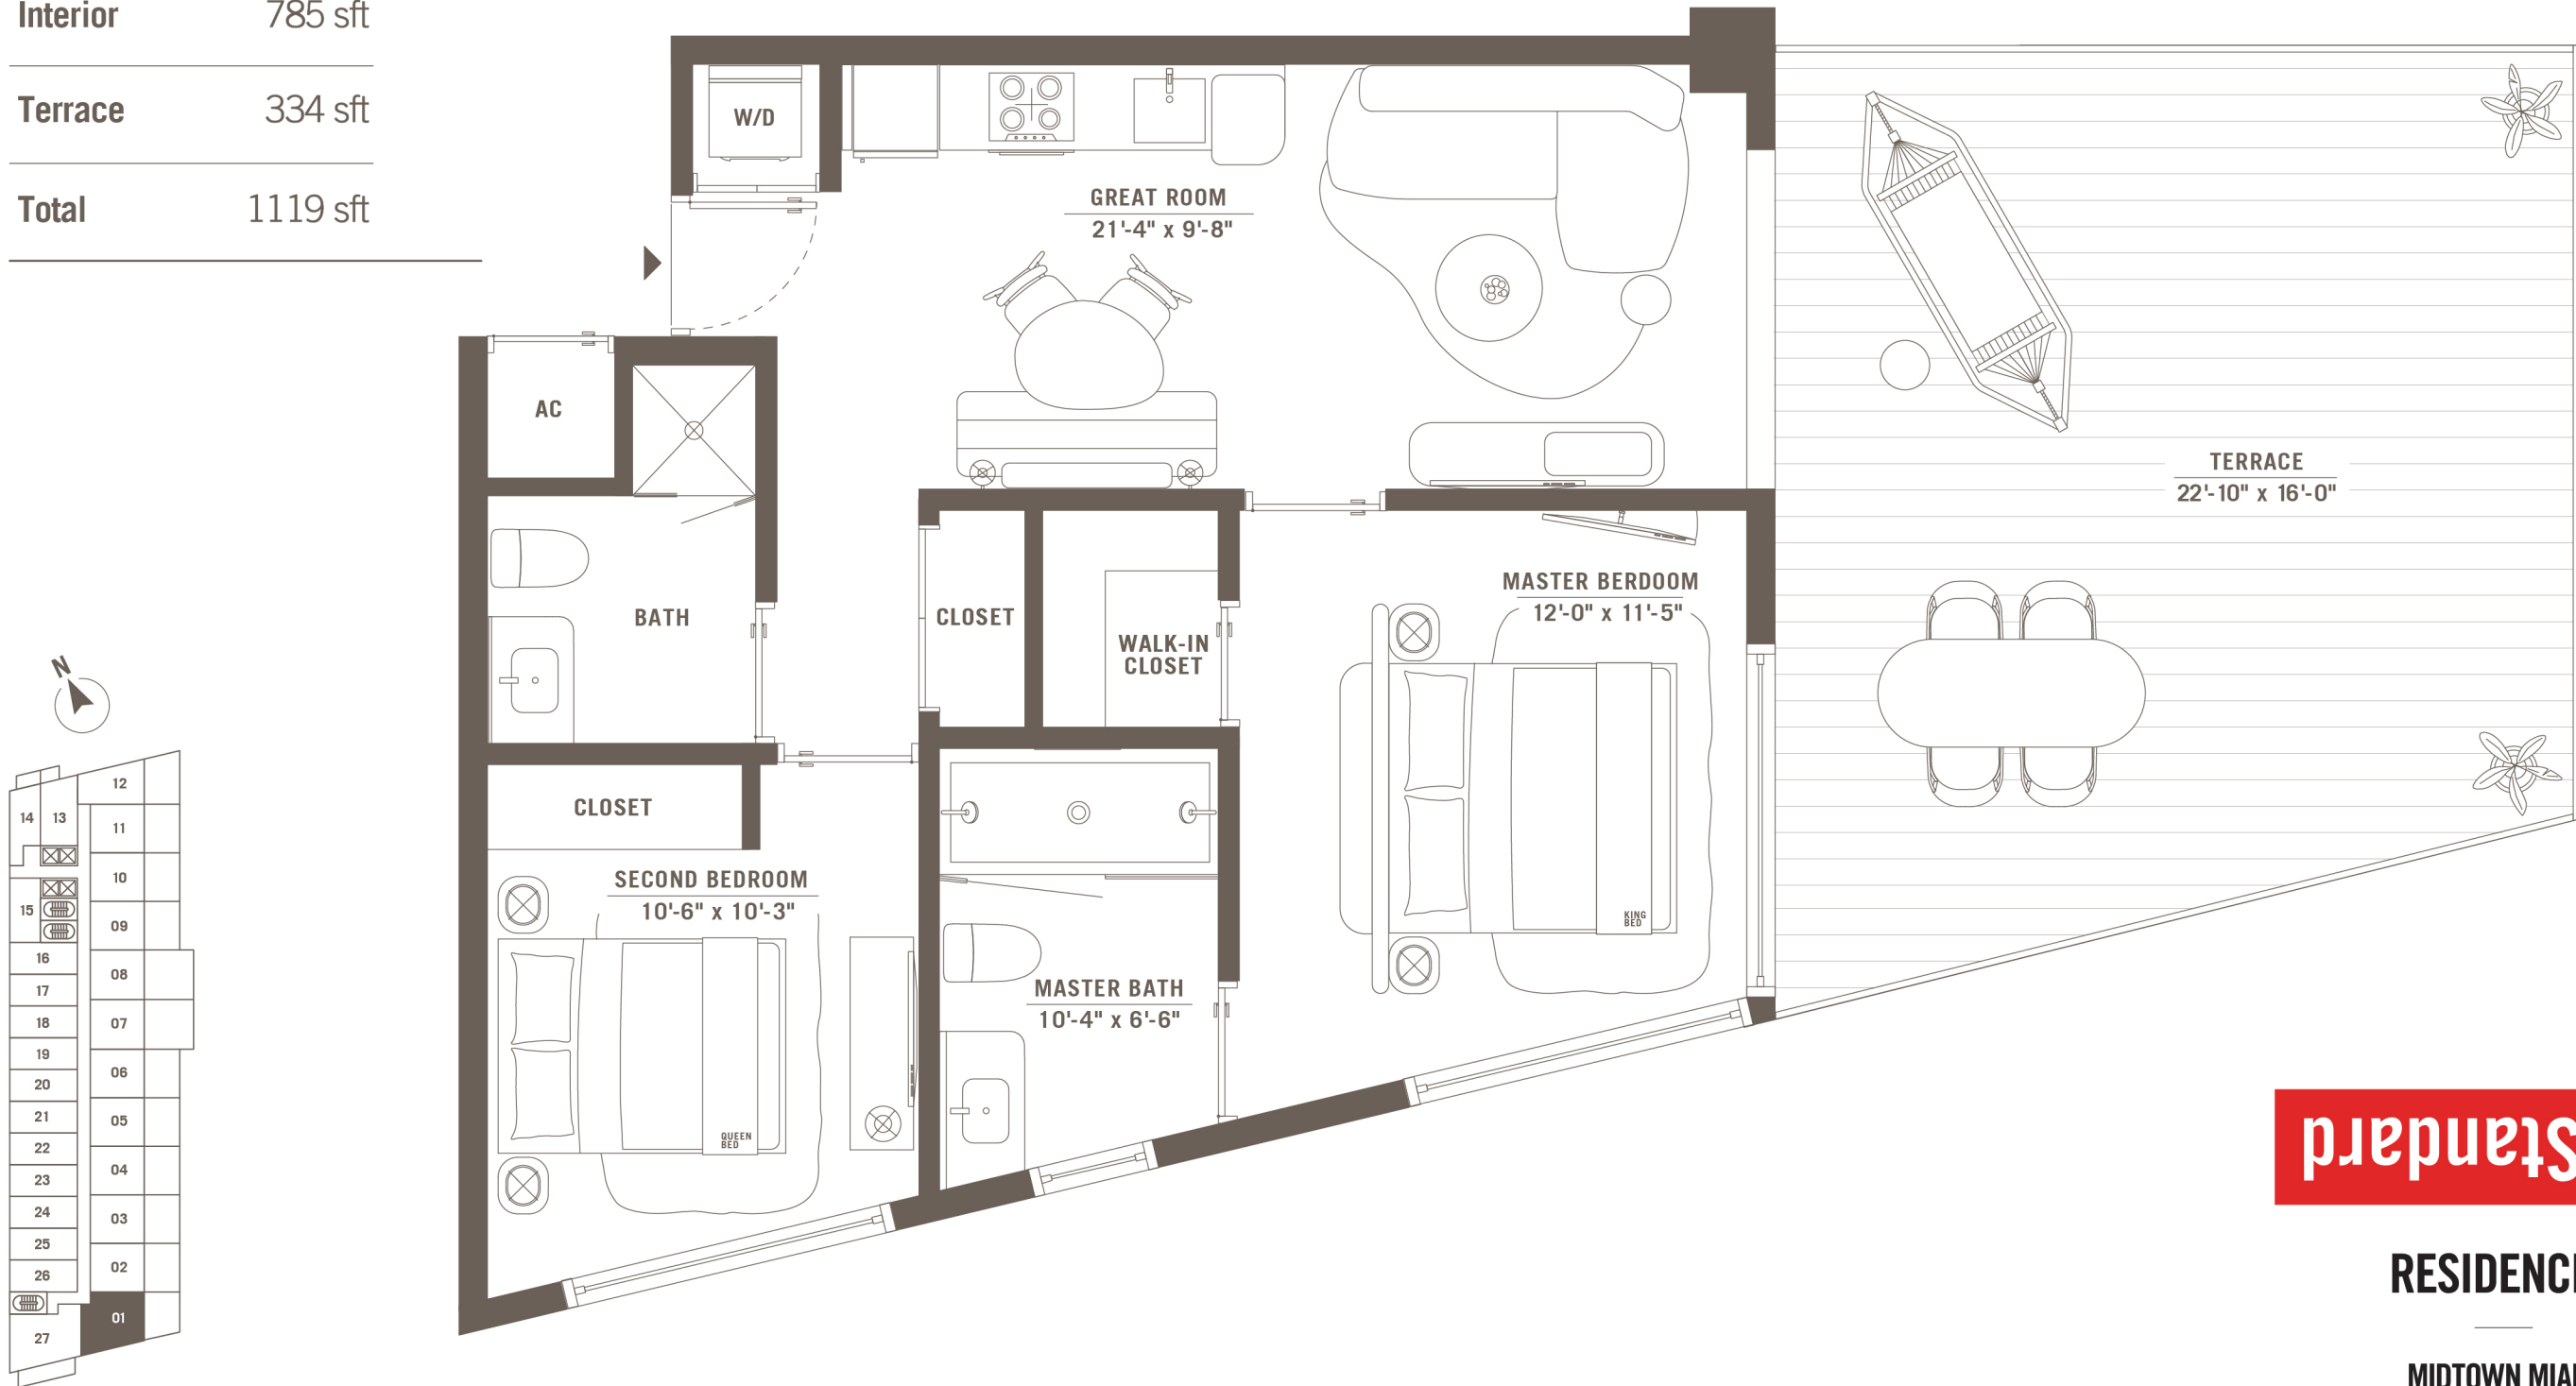 Interior 785 sft
Terrace 334 sft
Total 1119 sft
W/D
GREAT ROOM
21'-4" x 9'-8"
AC
TERRACE
22'-10" x 16'-0"
BATH
CLOSET
WALK-IN
CLOSET
MASTER BERDOOM
12'-0" x 11'-5"
KING
BED
CLOSET
SECOND BEDROOM
10'-6" x 10'-3"
QUEEN
BED
MASTER BATH
10'-4" x 6'-6"
N
12
14 13
11
10
15
09
16
08
17
07
18
19
06
20
21
05
22
04
23
24
03
25
02
26
01
27
Standard
RESIDENC
MIDTOWN MIA